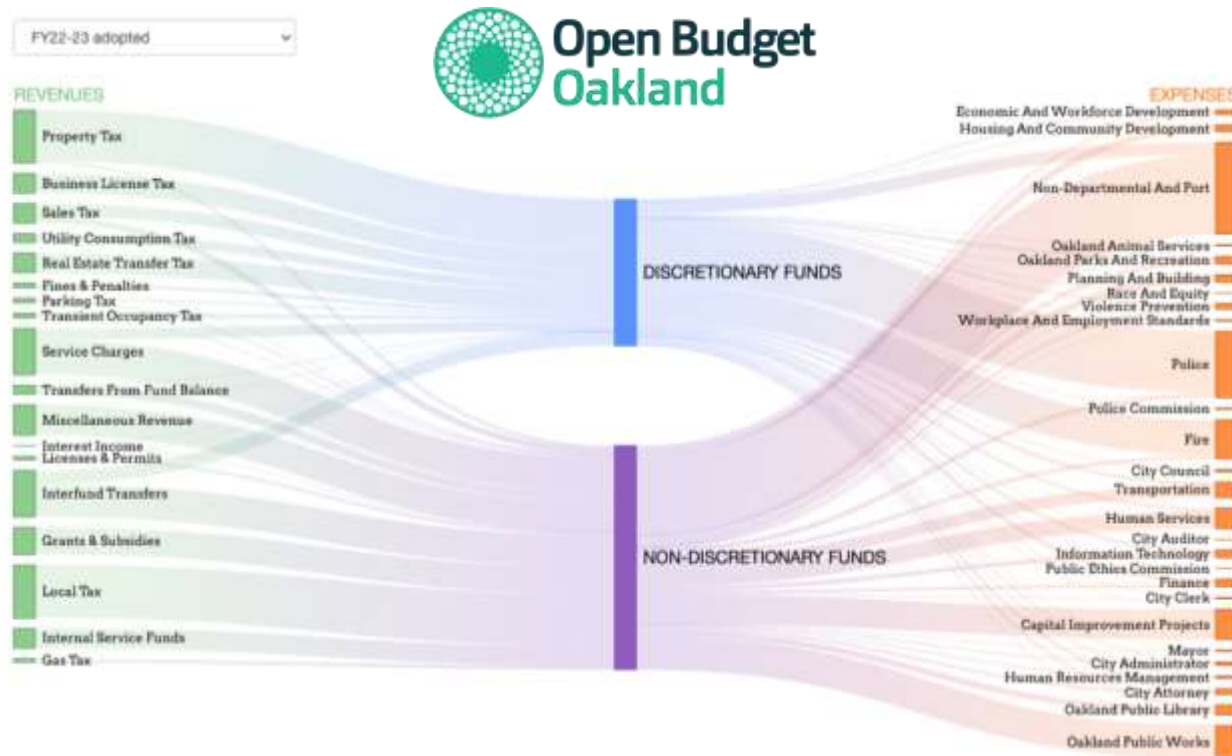 FY22-23 adopted
Open Budget
Oakland
REVENUES
Property Tax
Business License Tax
Sales Tax
Utility Consumption Tax
Real Estate Transfer Tax
Fines & Penalties
Parking Tax
Transient Occupancy Tax
Service Charges
Transfers From Fund Balance
Miscellaneous Revenue
Interest Income
Licenses & Permits
Interfund Transfers
Grants & Subsidies
Local Tax
Internal Service Funds
Gas Tax
DISCRETIONARY FUNDS
NON-DISCRETIONARY FUNDS
EXPENSES
Economic And Workforce Development
Housing And Community Development
Non-Departmental And Port
Oakland Animal Services
Oakland Parks And Recreation
Planning And Building
Race And Equity
Violence Prevention
Workplace And Employment Standards
Police
Police Commission
Fire
City Council
Transportation
Human Services
City Auditor
Information Technology
Public Ethics Commission
Finance
City Clerk
Capital Improvement Projects
Mayor
City Administrator
Human Resources Management
City Attorney
Oakland Public Library
Oakland Public Works